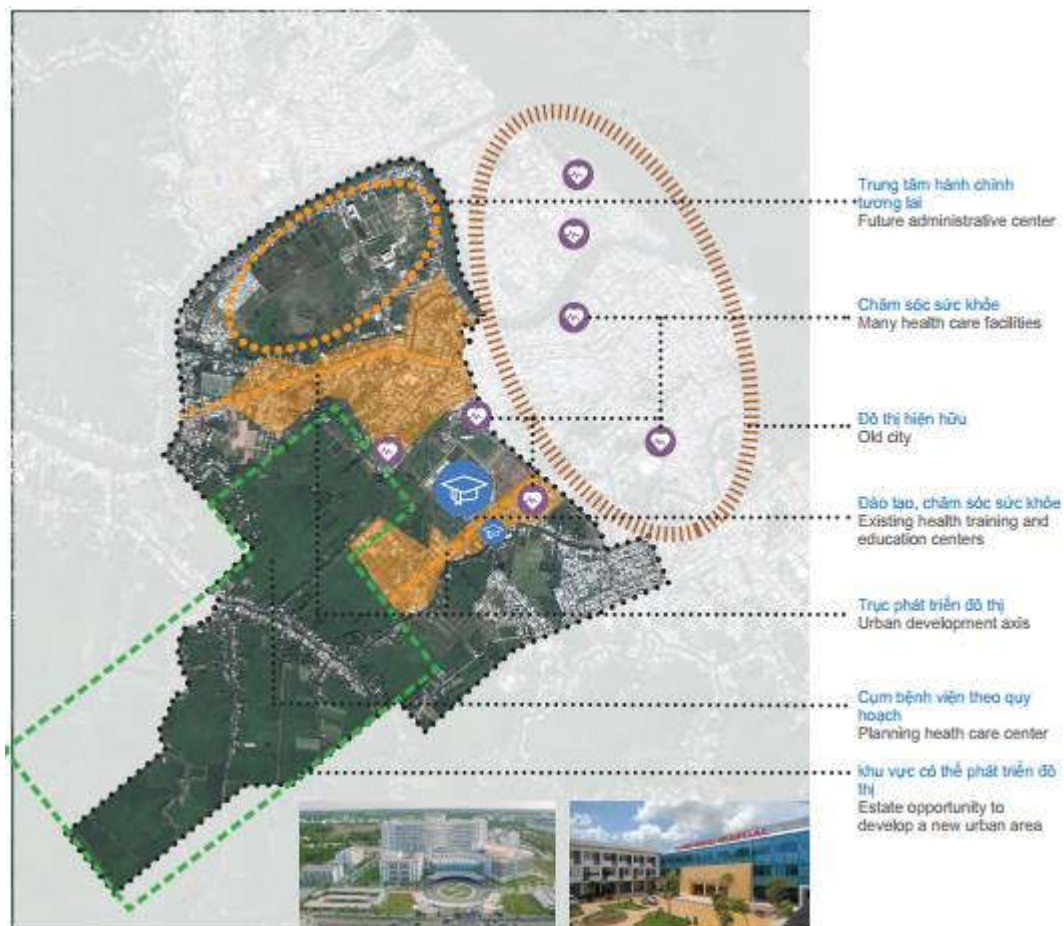 Trung tâm hành chính
tương lai
Future administrative center
Chăm sóc sức khỏe
Many health care facilities
Đô thị hiện hữu
Old city
Đào tạo, chăm sóc sức khỏe
Existing health training and
education centers
Trục phát triển đô thị
Urban development axis
Cụm bệnh viện theo quy
hoạch
Planning heath care center
khu vực có thể phát triển đô
thị
Estate opportunity to
develop a new urban area